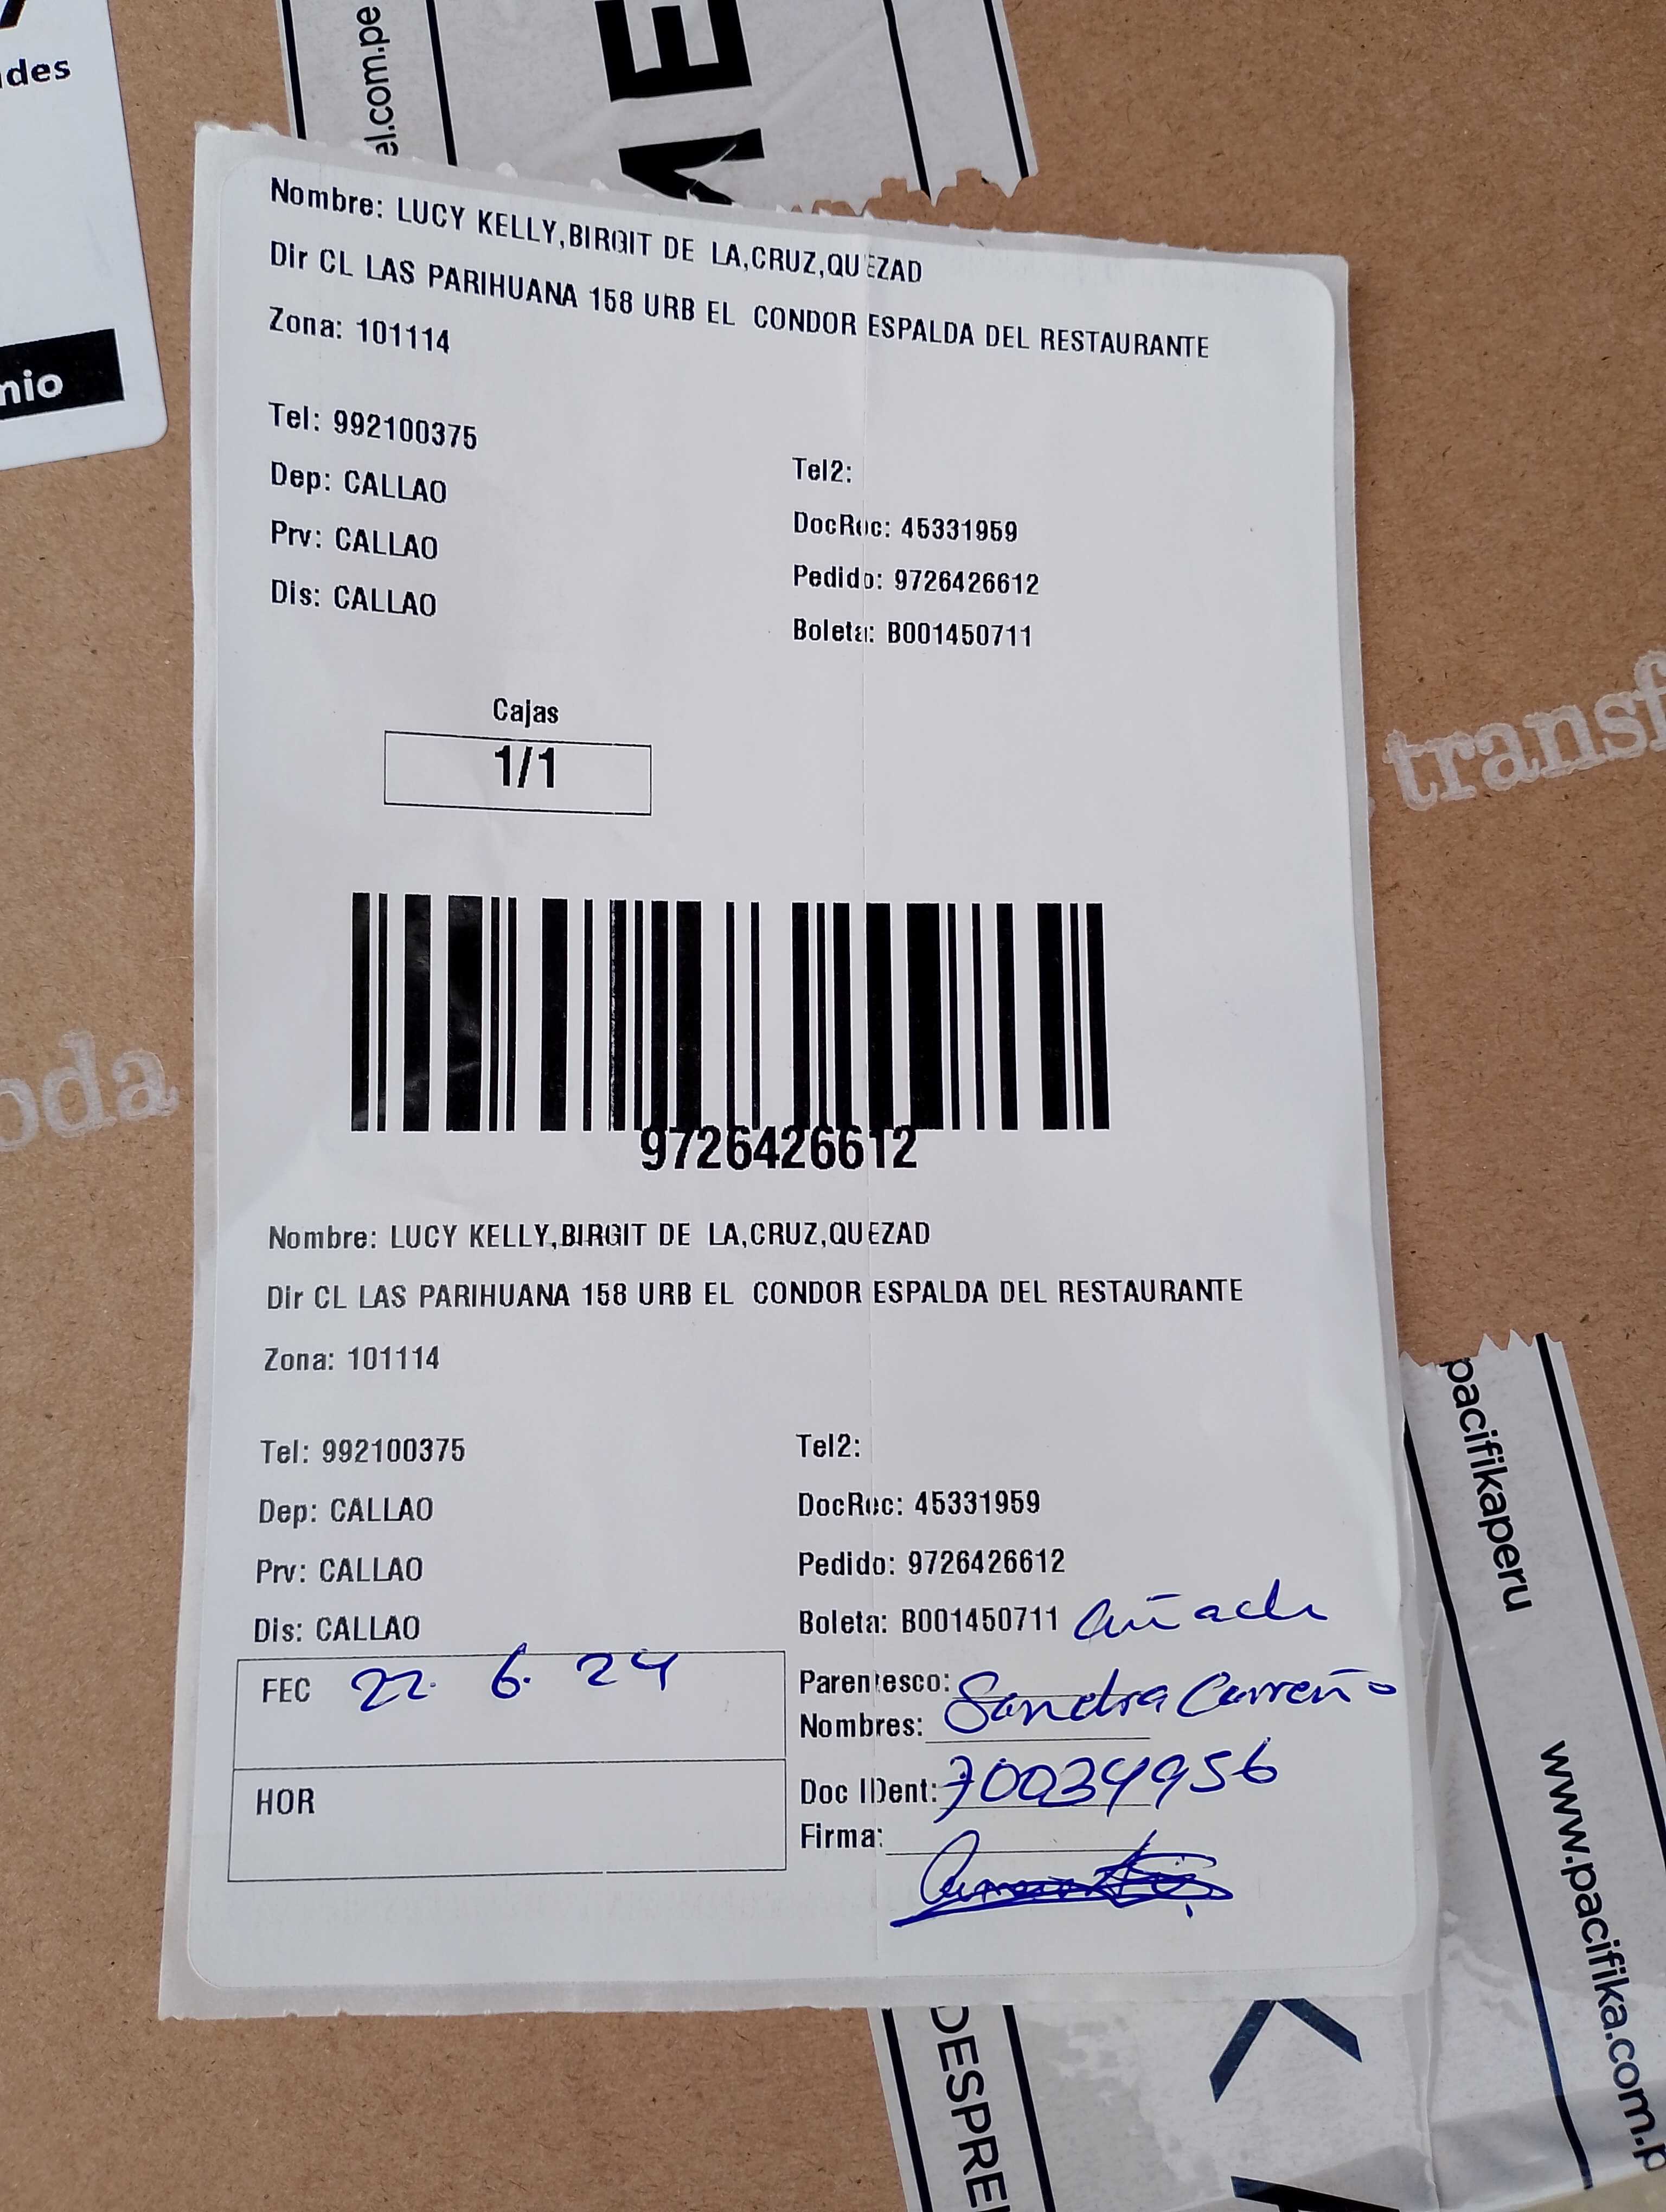 des
nio
el.com.pe
ME
Nombre: LUCY KELLY,BIRGIT DE LA,CRUZ,QUEZAD
Dir CL LAS PARIHUANA 158 URB EL CONDOR ESPALDA DEL RESTAURANTE
Zona: 101114
Tel: 992100375
Tel2:
Dep: CALLAO
DocRec: 45331959
Prv: CALLAO
Pedido: 9726426612
Dis: CALLAO
Boleta: B001450711
Cajas
1/1
transf
oda
9726426612
Nombre: LUCY KELLY,BIRGIT DE LA,CRUZ,QUEZAD
Dir CL LAS PARIHUANA 158 URB EL CONDOR ESPALDA DEL RESTAURANTE
Zona: 101114
Tel: 992100375
Tel2:
Dep: CALLAO
DocRec: 45331959
Prv: CALLAO
Pedido: 9726426612
Dis: CALLAO
Boleta: B001450711
FEC 22. 6. 24
Parentesco:
Nombres: Sandra Carreño
HOR
Doc IDent: 70034956
Firma:
pacifikaperu
www.pacifika.com.p
DESPRE